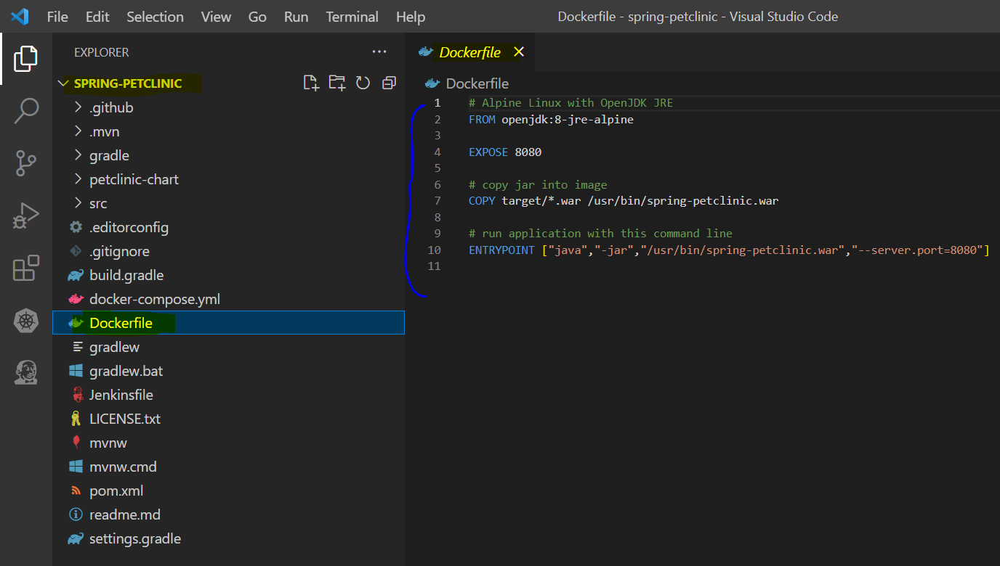 File Edit Selection View Go Run Terminal Help Dockerfile - spring-petclinic - Visual Studio Code
EXPLORER
SPRING-PETCLINIC
.github
.mvn
gradle
petclinic-chart
src
.editorconfig
.gitignore
build.gradle
docker-compose.yml
Dockerfile
gradlew
gradlew.bat
Jenkinsfile
LICENSE.txt
mvnw
mvnw.cmd
pom.xml
readme.md
settings.gradle
Dockerfile
Dockerfile
1 # Alpine Linux with OpenJDK JRE
2 FROM openjdk:8-jre-alpine
3
4 EXPOSE 8080
5
6 # copy jar into image
7 COPY target/*.war /usr/bin/spring-petclinic.war
8
9 # run application with this command line
10 ENTRYPOINT ["java","-jar","/usr/bin/spring-petclinic.war","--server.port=8080"]
11